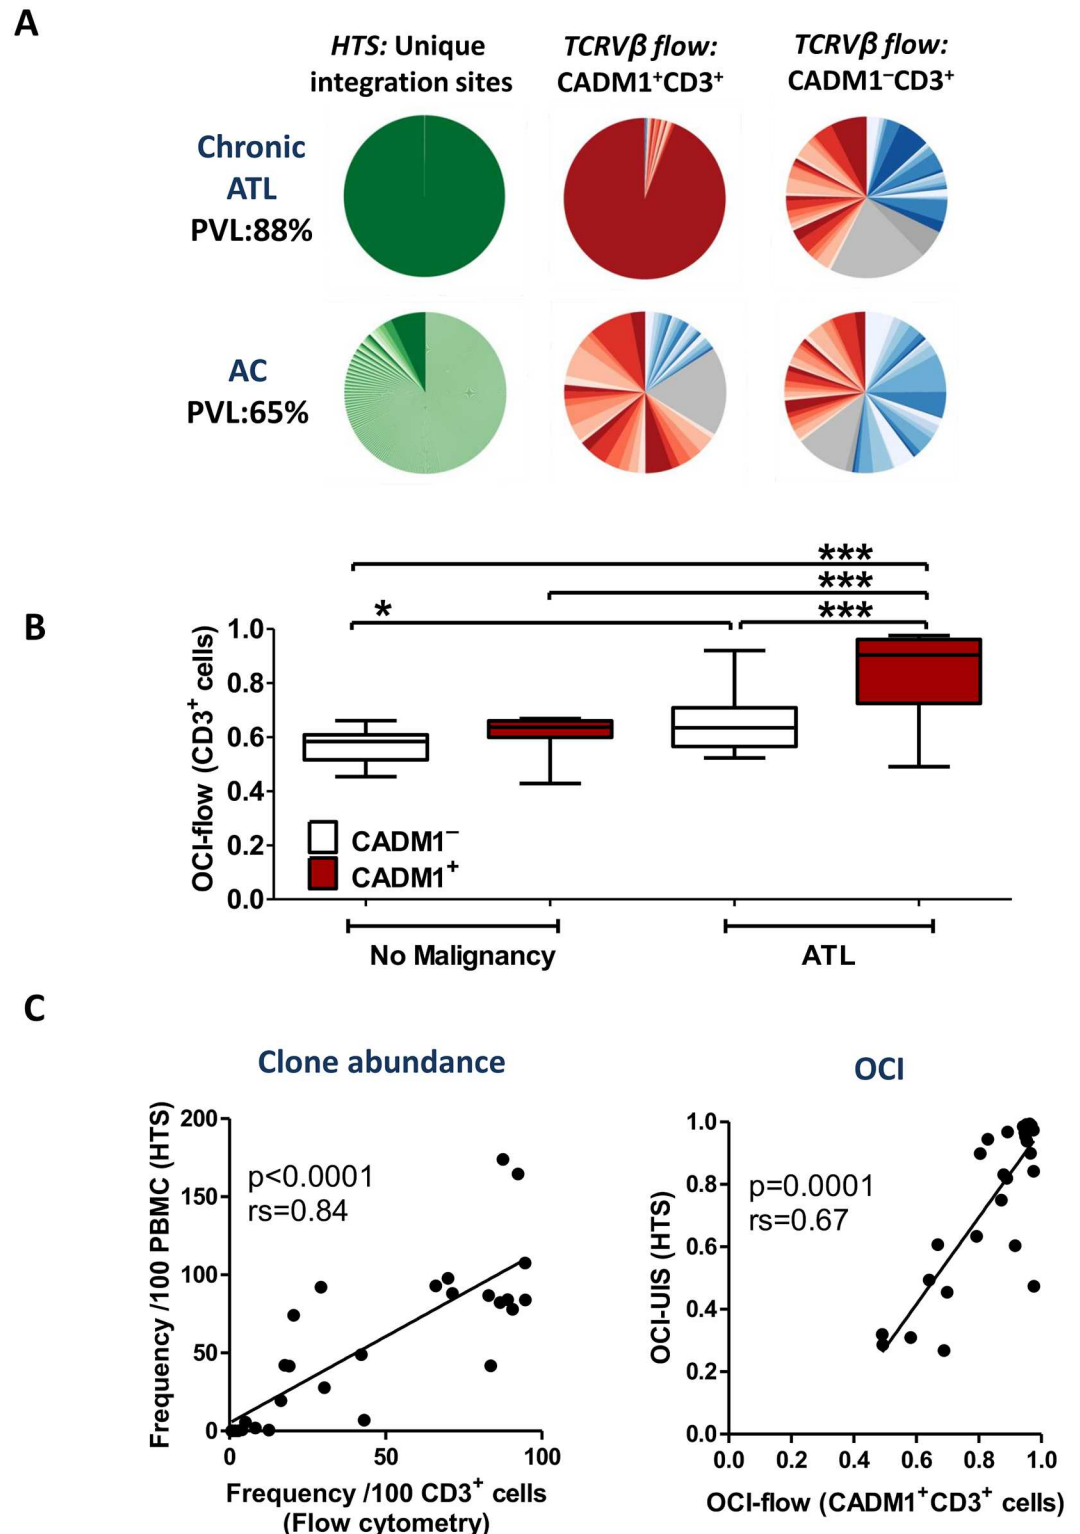 A
HTS: Unique integration sites
TCRVβ flow: CADM1⁺CD3⁺
TCRVβ flow: CADM1⁻CD3⁺
Chronic
ATL
PVL:88%
AC
PVL:65%
B
***
***
*
***
OCI-flow (CD3⁺ cells)
1.0
0.8
0.6
0.4
0.2
0.0
CADM1⁻
CADM1⁺
No Malignancy
ATL
C
Clone abundance
Frequency /100 PBMC (HTS)
200
150
100
50
0
p<0.0001
rs=0.84
0
50
100
Frequency /100 CD3⁺ cells
(Flow cytometry)
OCI
OCI-UIS (HTS)
1.0
0.8
0.6
0.4
0.2
0.0
p=0.0001
rs=0.67
0.0
0.2
0.4
0.6
0.8
1.0
OCI-flow (CADM1⁺CD3⁺ cells)